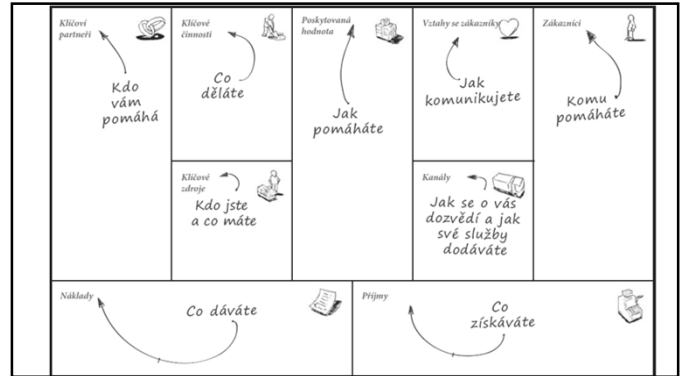 Klíčoví
partneři
Kdo
vám
pomáhá
Klíčové
činnosti
Co
děláte
Klíčové
zdroje
Kdo jste
a co máte
Poskytovaná
hodnota
Jak
pomáháte
Vztahy se zákazníky
Jak
komunikujete
Kanály
Jak se o vás
dozvědí a jak
své služby
dodáváte
Zákazníci
Komu
pomáháte
Náklady
Co dáváte
Příjmy
Co
získáváte